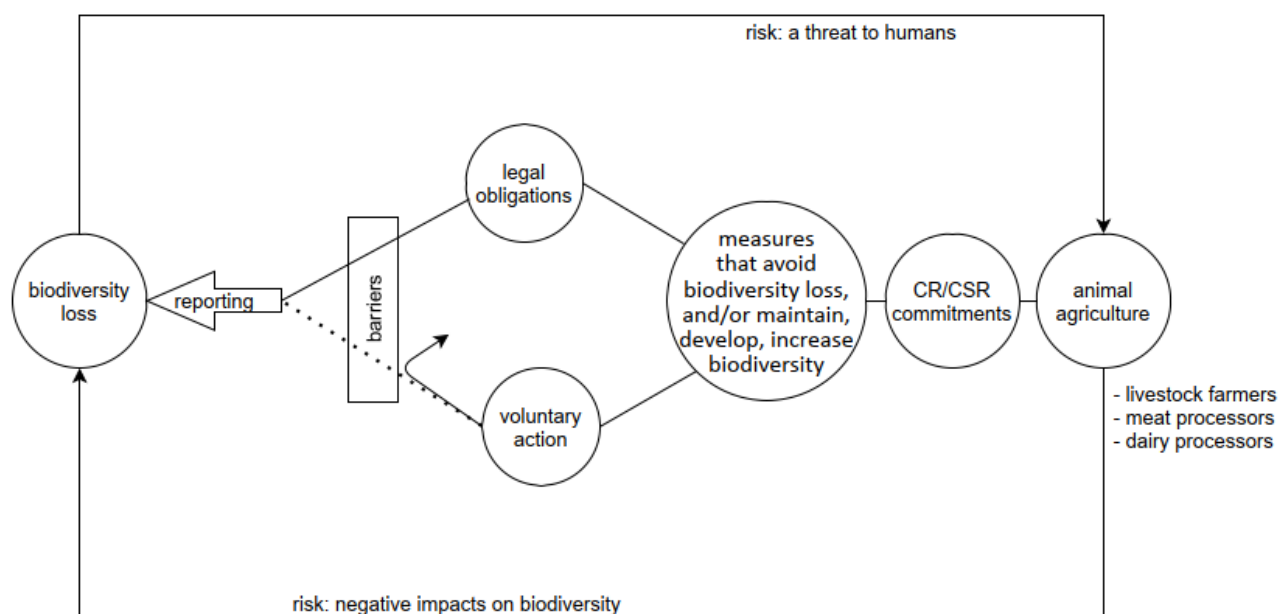 risk: a threat to humans
legal
obligations
biodiversity
loss
reporting
barriers
measures
that avoid
biodiversity loss,
and/or maintain,
develop, increase
biodiversity
CR/CSR
commitments
animal
agriculture
voluntary
action
- livestock farmers
- meat processors
- dairy processors
risk: negative impacts on biodiversity